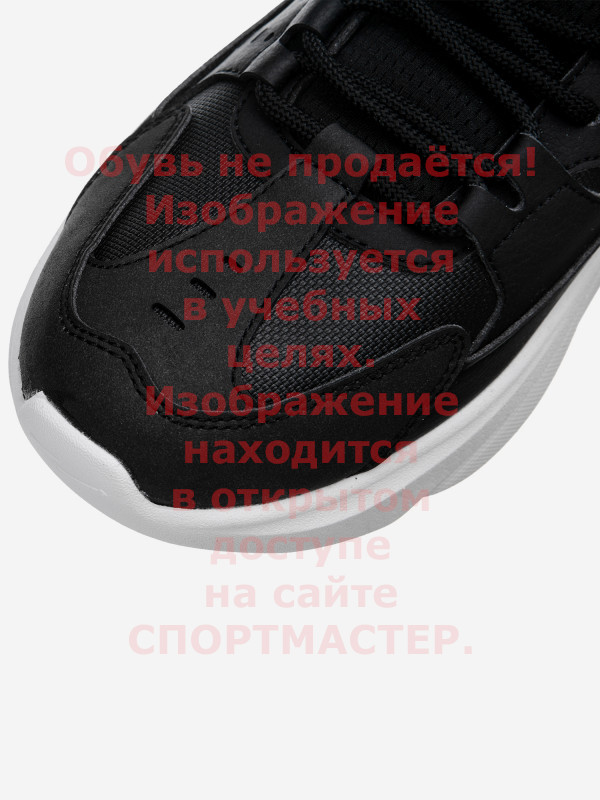 Обувь не продаётся!
Изображение
используется
в учебных
целях.
Изображение
находится
в открытом
доступе
на сайте
СПОРТМАСТЕР.